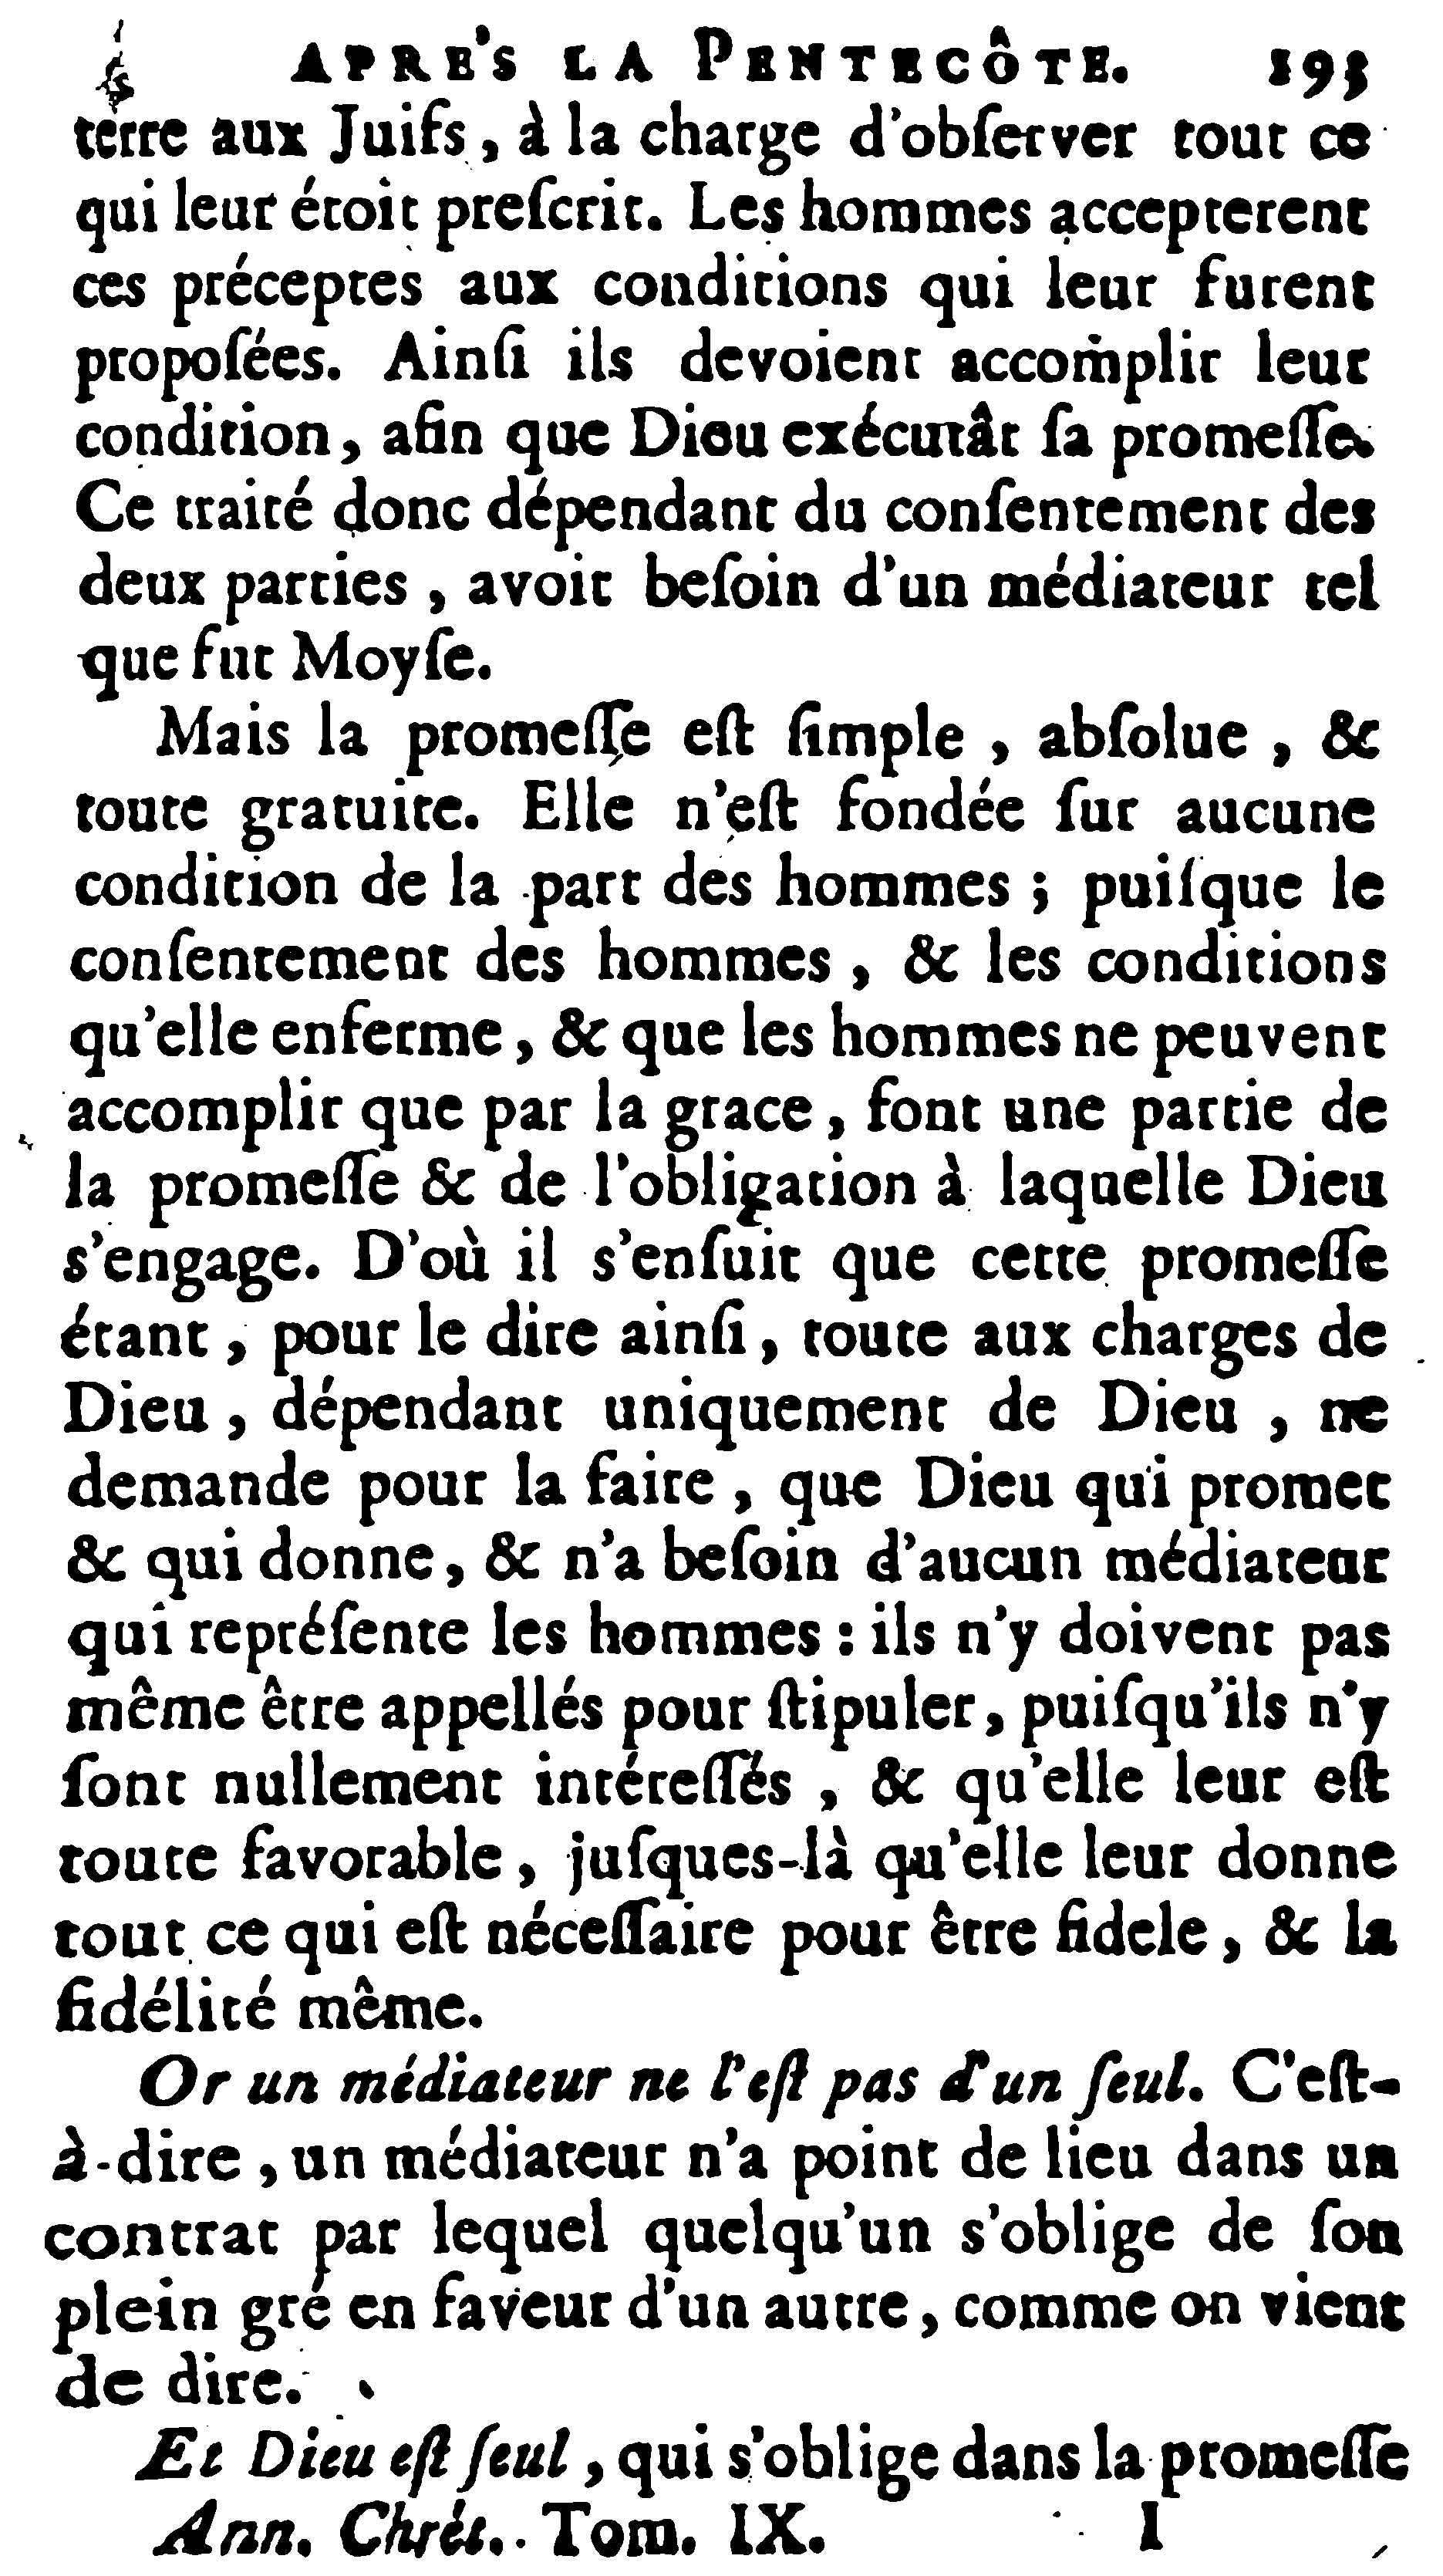 APRE'S LA PENTECÔTE. 193
terre aux Juifs, à la charge d'obſerver tout ce
qui leur étoit preſcrit. Les hommes accepterent
ces préceptes aux conditions qui leur furent
propoſées. Ainſi ils devoient accomplir leur
condition, afin que Dieu exécutât ſa promeſſe.
Ce traité donc dépendant du conſentement des
deux parties, avoit beſoin d'un médiateur tel
que fut Moyſe.
Mais la promeſſe eſt ſimple, abſolue, &
toute gratuite. Elle n'eſt fondée ſur aucune
condition de la part des hommes; puiſque le
conſentement des hommes, & les conditions
qu'elle enferme, & que les hommes ne peuvent
accomplir que par la grace, font une partie de
la promeſſe & de l'obligation à laquelle Dieu
s'engage. D'où il s'enſuit que cette promeſſe
étant, pour le dire ainſi, toute aux charges de
Dieu, dépendant uniquement de Dieu, ne
demande pour la faire, que Dieu qui promet
& qui donne, & n'a beſoin d'aucun médiateur
qui repréſente les hommes : ils n'y doivent pas
même être appellés pour ſtipuler, puiſqu'ils n'y
ſont nullement intéreſſés, & qu'elle leur eſt
toute favorable, juſques-là qu'elle leur donne
tout ce qui eſt néceſſaire pour être fidele, & la
fidélité même.
Or un médiateur ne l'eſt pas d'un ſeul. C'eſt-
à-dire, un médiateur n'a point de lieu dans un
contrat par lequel quelqu'un s'oblige de ſon
plein gré en faveur d'un autre, comme on vient
de dire.
Et Dieu eſt ſeul, qui s'oblige dans la promeſſe
Ann. Chrét. Tom. IX. I